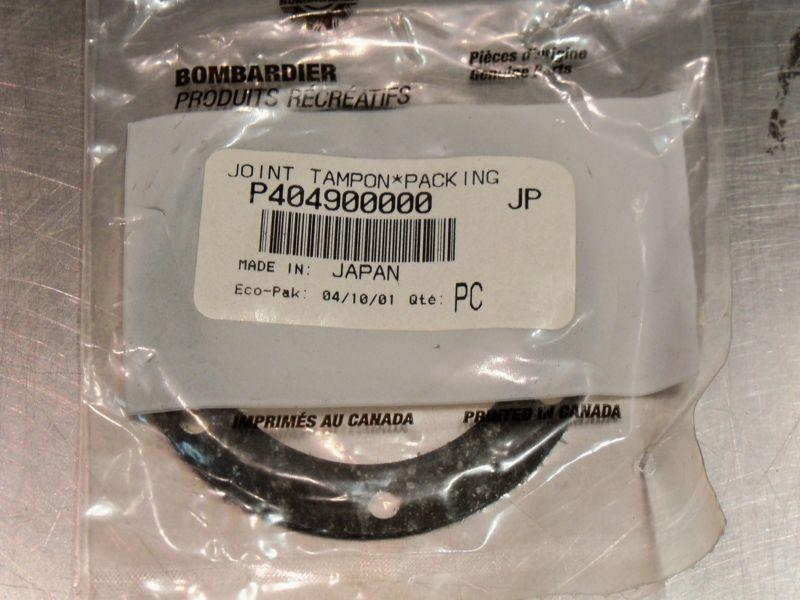 BOMBARDIER
PRODUITS RÉCRÉATIFS
Pièces d'origine
Genuine Parts
JOINT TAMPON*PACKING
P404900000 JP
MADE IN: JAPAN
Eco-Pak: 04/10/01 Qté: PC
IMPRIMÉS AU CANADA
PRINTED IN CANADA